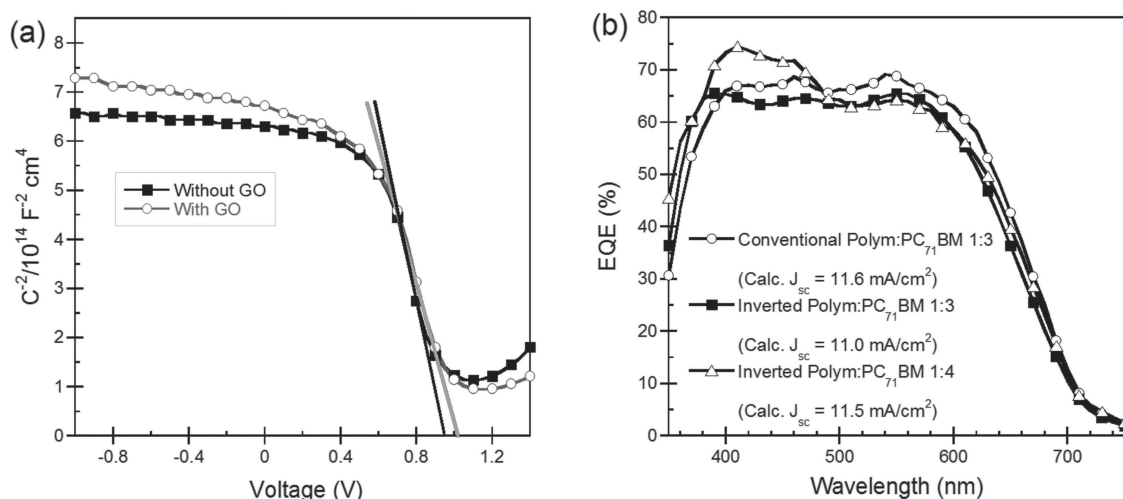 (a)
8
7
6
5
4
3
2
1
0
C⁻²/10¹⁴ F⁻² cm⁴
Without GO
With GO
-0.8 -0.4 0 0.4 0.8 1.2
Voltage (V)
(b)
80
70
60
50
40
30
20
10
0
EQE (%)
Conventional Polym:PC₇₁BM 1:3
(Calc. Jsc = 11.6 mA/cm²)
Inverted Polym:PC₇₁BM 1:3
(Calc. Jsc = 11.0 mA/cm²)
Inverted Polym:PC₇₁BM 1:4
(Calc. Jsc = 11.5 mA/cm²)
400 500 600 700
Wavelength (nm)